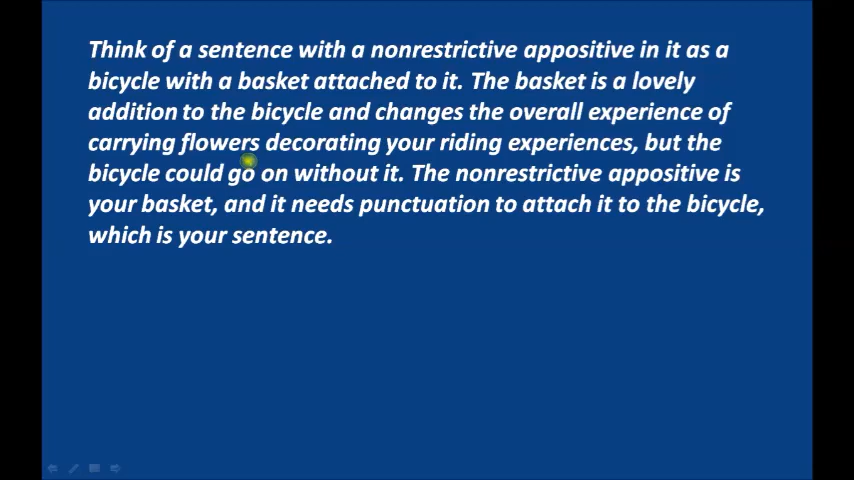 Think of a sentence with a nonrestrictive appositive in it as a
bicycle with a basket attached to it. The basket is a lovely
addition to the bicycle and changes the overall experience of
carrying flowers decorating your riding experiences, but the
bicycle could go on without it. The nonrestrictive appositive is
your basket, and it needs punctuation to attach it to the bicycle,
which is your sentence.